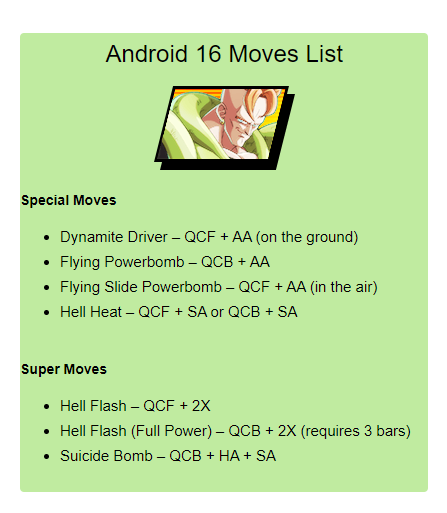 Android 16 Moves List
Special Moves
• Dynamite Driver – QCF + AA (on the ground)
• Flying Powerbomb – QCB + AA
• Flying Slide Powerbomb – QCF + AA (in the air)
• Hell Heat – QCF + SA or QCB + SA
Super Moves
• Hell Flash – QCF + 2X
• Hell Flash (Full Power) – QCB + 2X (requires 3 bars)
• Suicide Bomb – QCB + HA + SA